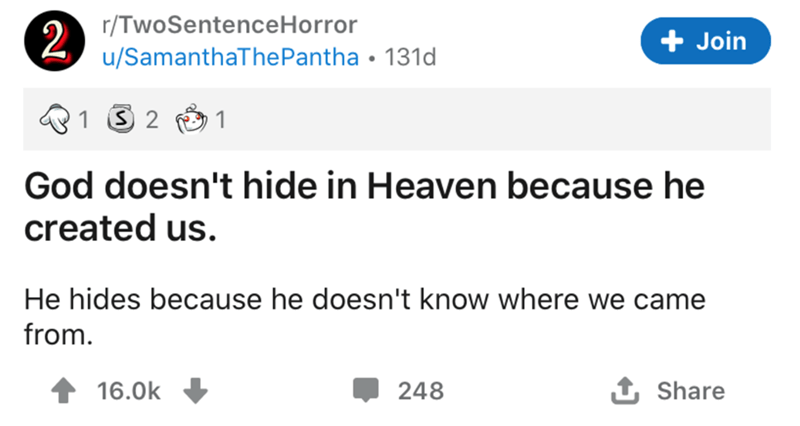 2
r/TwoSentenceHorror
u/SamanthaThePantha • 131d
+ Join
1 S 2 1
God doesn't hide in Heaven because he
created us.
He hides because he doesn't know where we came
from.
16.0k 248 Share